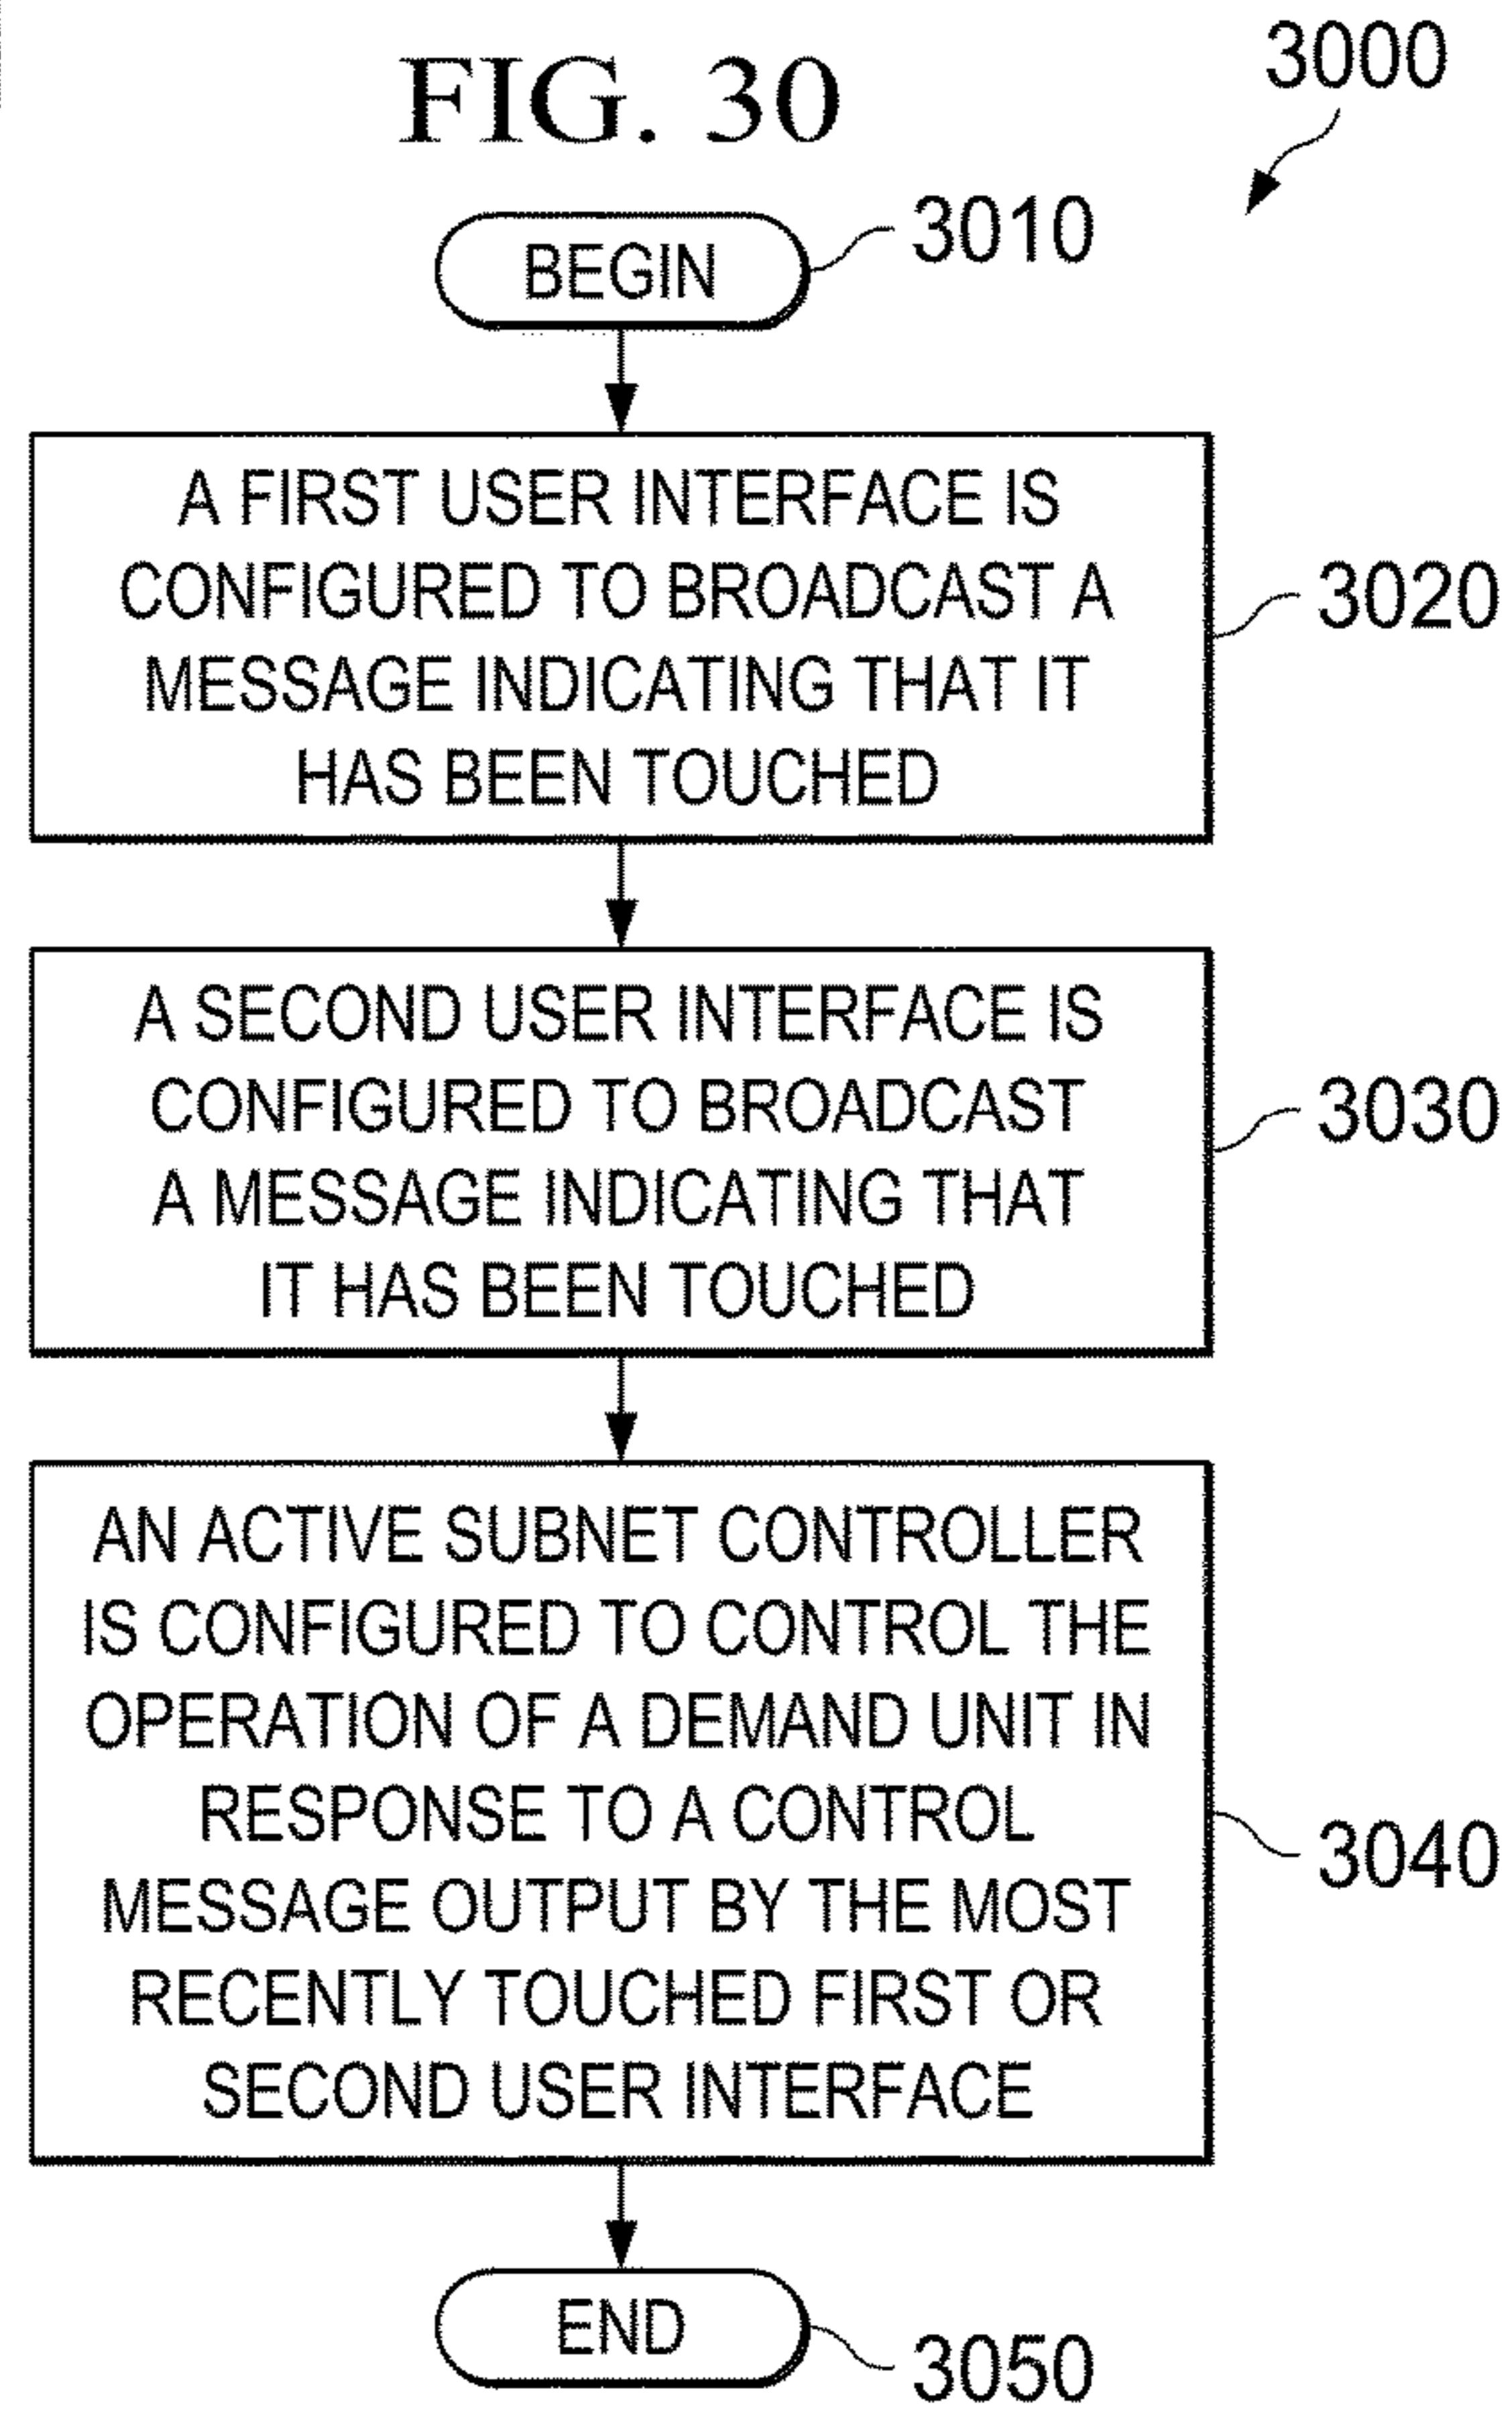 FIG. 30
3000
BEGIN
3010
A FIRST USER INTERFACE IS
CONFIGURED TO BROADCAST A
MESSAGE INDICATING THAT IT
HAS BEEN TOUCHED
3020
A SECOND USER INTERFACE IS
CONFIGURED TO BROADCAST
A MESSAGE INDICATING THAT
IT HAS BEEN TOUCHED
3030
AN ACTIVE SUBNET CONTROLLER
IS CONFIGURED TO CONTROL THE
OPERATION OF A DEMAND UNIT IN
RESPONSE TO A CONTROL
MESSAGE OUTPUT BY THE MOST
RECENTLY TOUCHED FIRST OR
SECOND USER INTERFACE
3040
END
3050